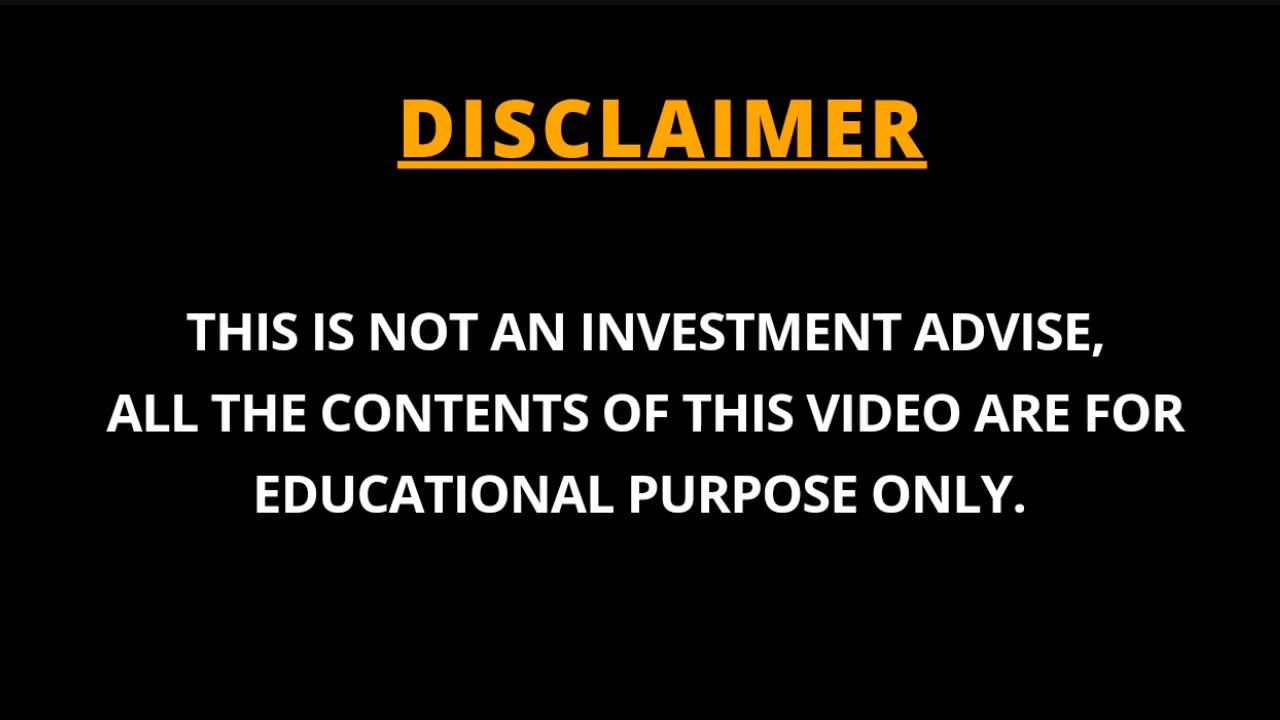 DISCLAIMER
THIS IS NOT AN INVESTMENT ADVISE,
ALL THE CONTENTS OF THIS VIDEO ARE FOR
EDUCATIONAL PURPOSE ONLY.